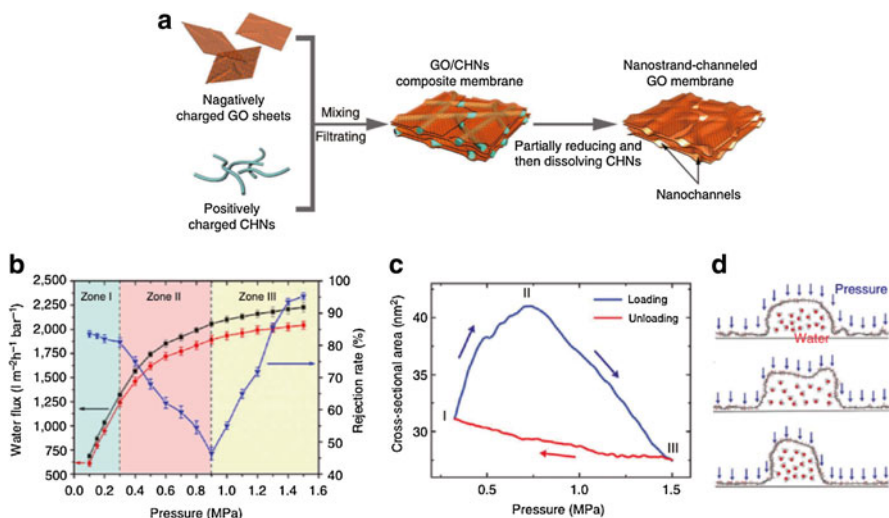 a
Nagatively
charged GO sheets
Positively
charged CHNs
Mixing
Filtrating
GO/CHNs
composite membrane
Partially reducing and
then dissolving CHNs
Nanostrand-channeled
GO membrane
Nanochannels
b
Zone I Zone II Zone III
2,500
2,250
2,000
1,750
1,500
1,250
1,000
750
500
Water flux (l m⁻²h⁻¹ bar⁻¹)
100
90
80
70
60
50
40
Rejection rate (%)
0.0 0.2 0.4 0.6 0.8 1.0 1.2 1.4 1.6
Pressure (MPa)
c
Cross-sectional area (nm²)
40
35
30
I
II
III
Loading
Unloading
0.5 1.0 1.5
Pressure (MPa)
d
Pressure
Water